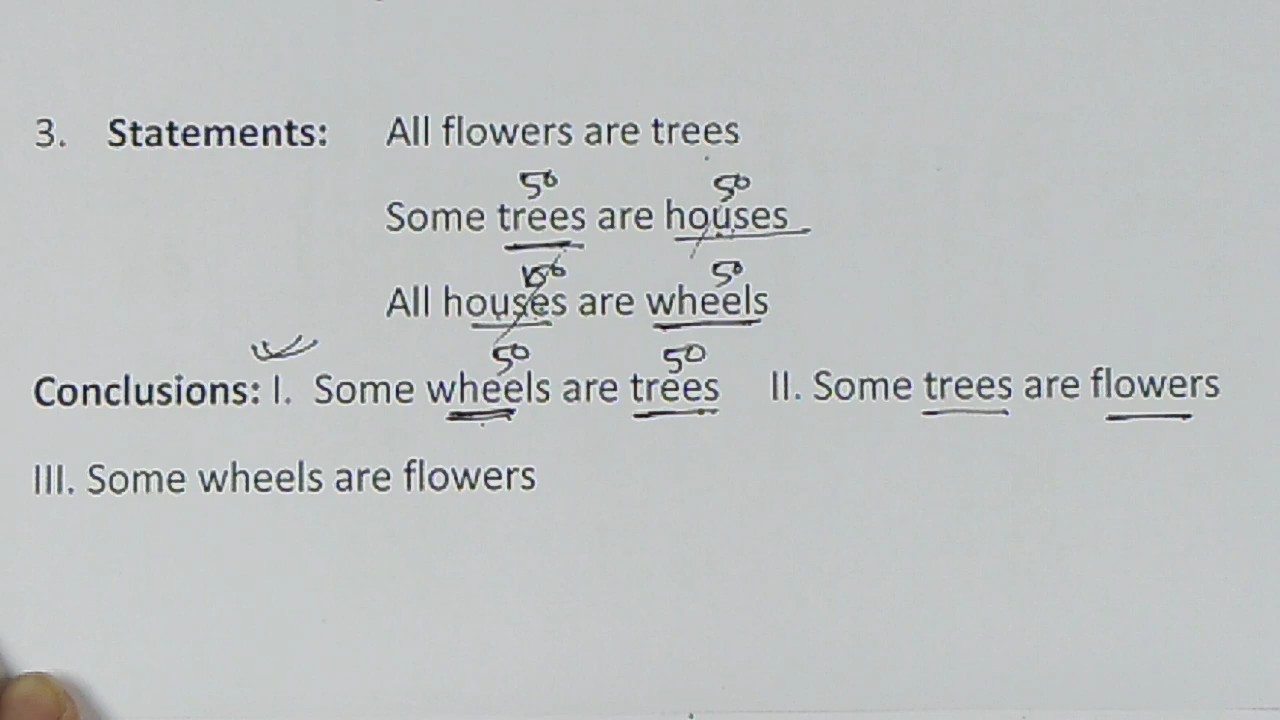 3. Statements: All flowers are trees
50 50
Some trees are houses
50
All houses are wheels
50 50
Conclusions: I. Some wheels are trees II. Some trees are flowers
III. Some wheels are flowers